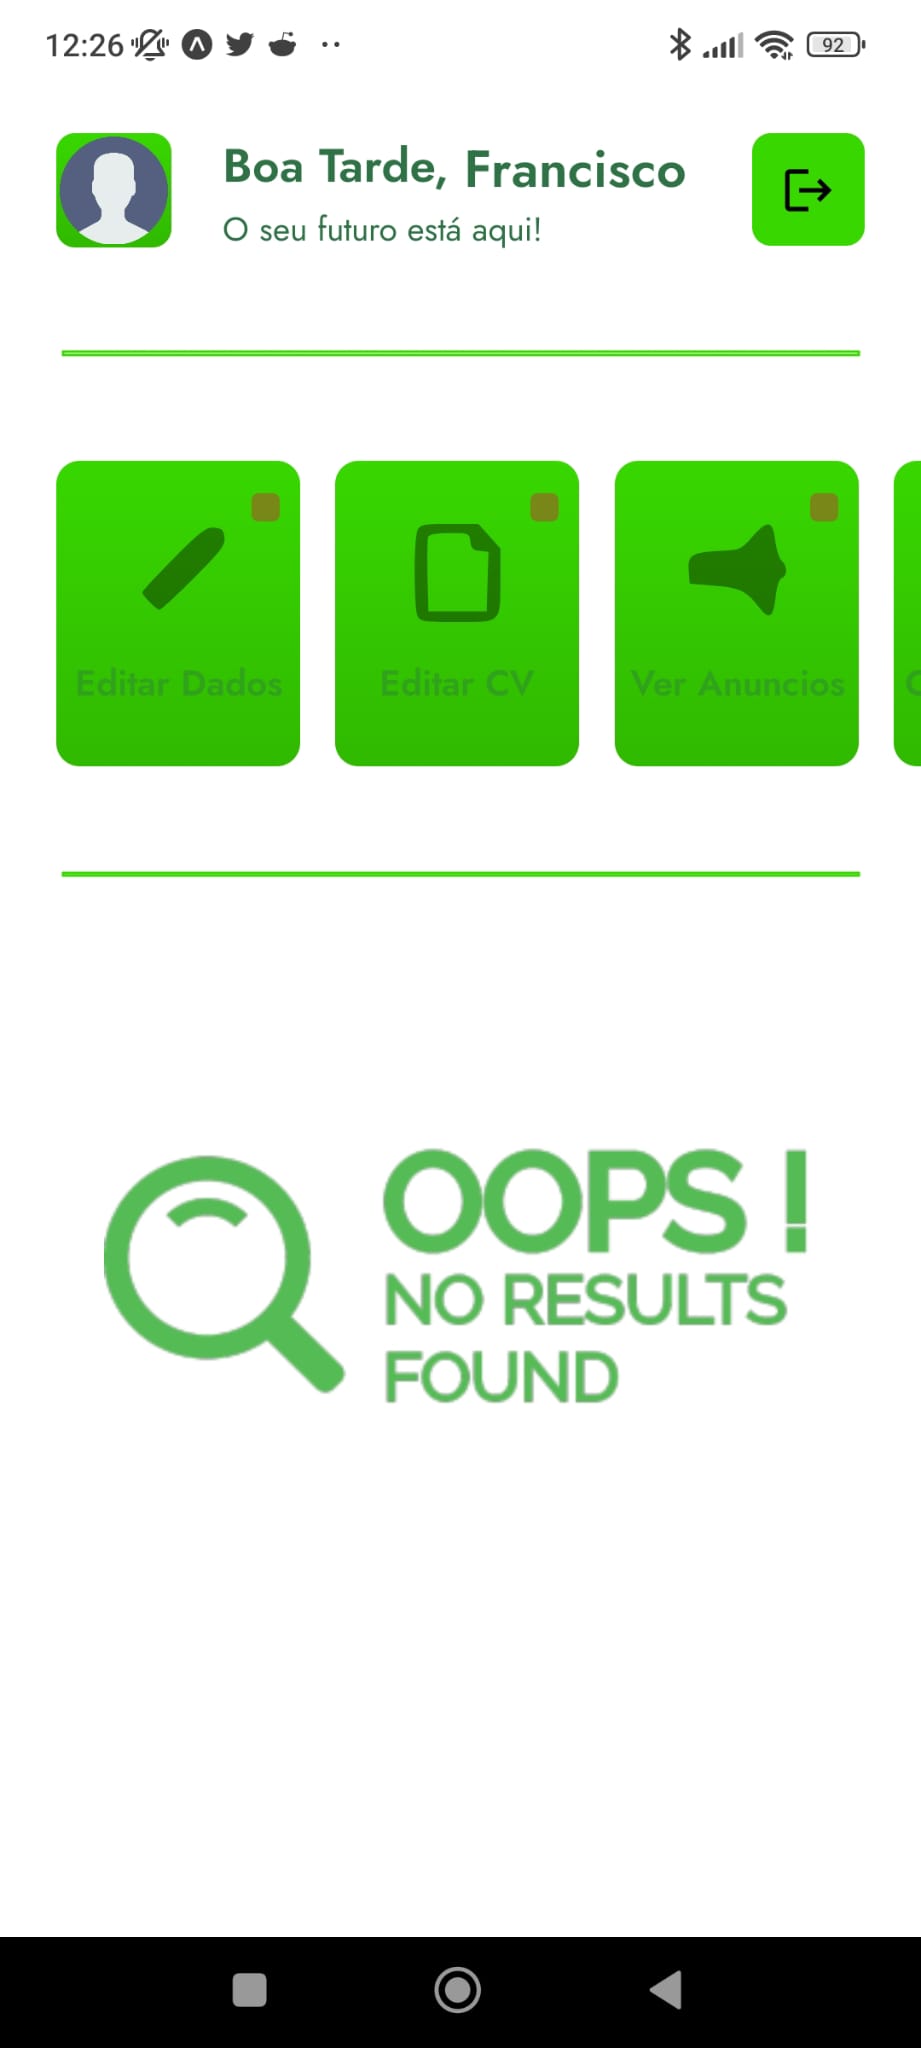 12:26
92
Boa Tarde, Francisco
O seu futuro está aqui!
Editar Dados
Editar CV
Ver Anuncios
OOPS !
NO RESULTS
FOUND